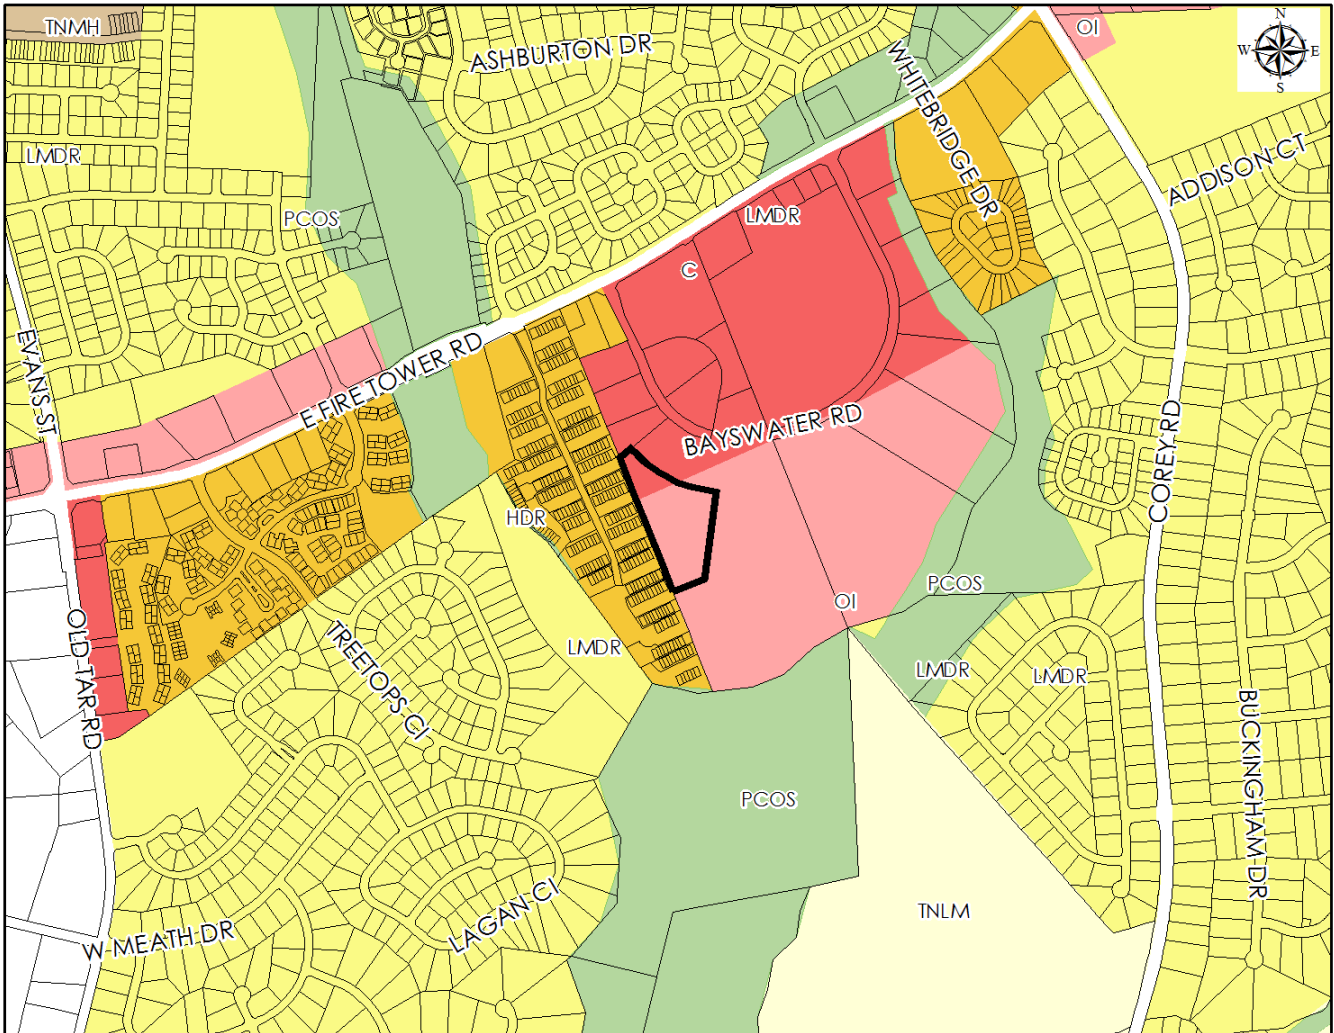 N
W E
S
TNMH
OI
ASHBURTON DR
WHITEBRIDGE DR
LMDR
ADDISON CT
PCOS
LMDR
C
EVANS ST
E FIRE TOWER RD
BAYSWATER RD
COREY RD
HDR
PCOS
OI
OLD TAR RD
TREETOPS CI
LMDR
LMDR
LMDR
BUCKINGHAM DR
PCOS
LAGAN CI
TNLM
W MEATH DR